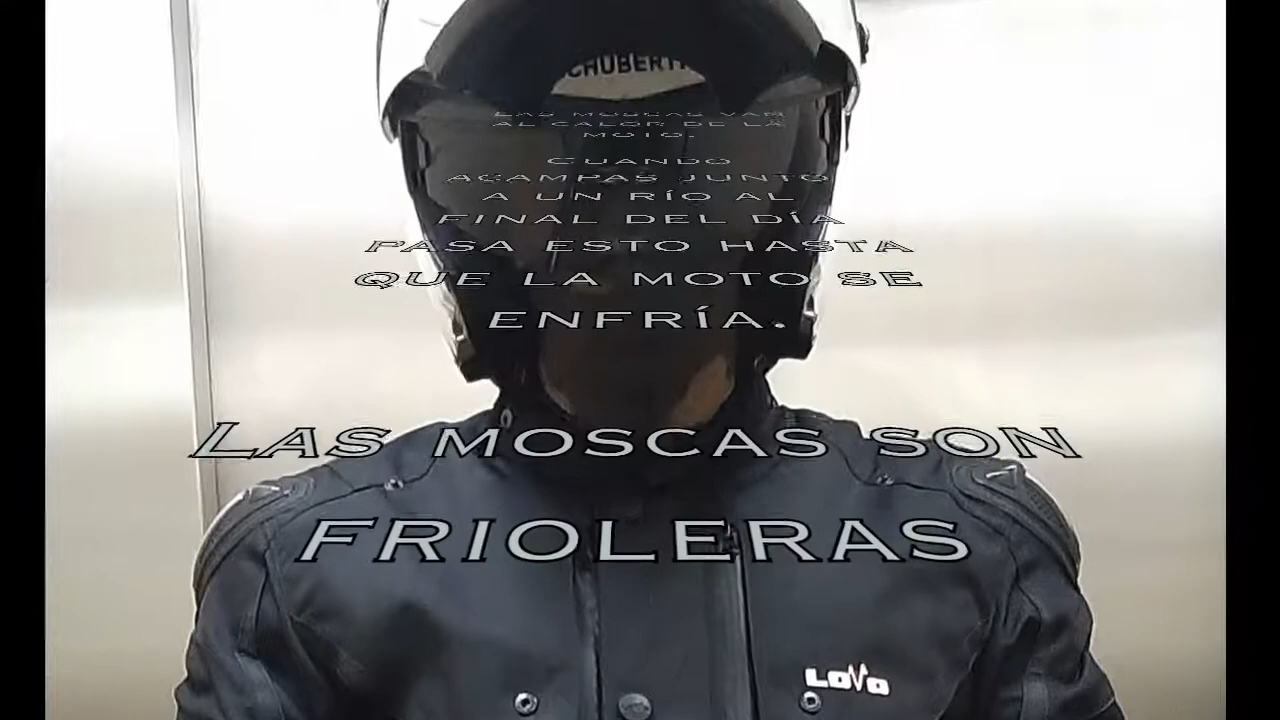 CHUBERTH
LAS MOSCAS VAN
AL CALOR DE LA
MOTO.
CUANDO
ACAMPAS JUNTO
A UN RÍO AL
FINAL DEL DÍA
PASA ESTO HASTA
QUE LA MOTO SE
ENFRÍA.
LAS MOSCAS SON
FRIOLERAS
LOVO